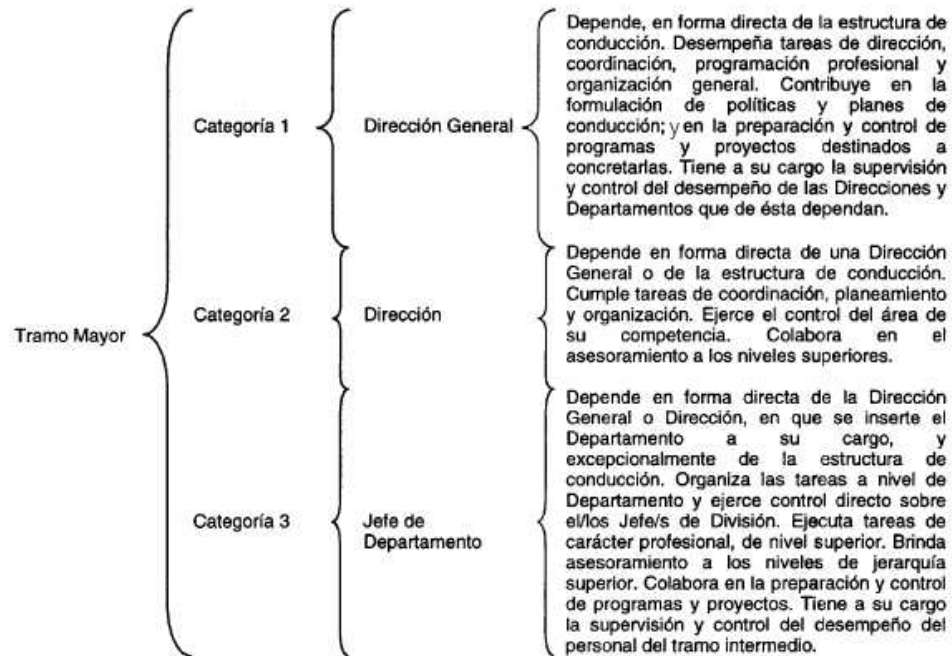 Tramo Mayor
Categoría 1
Dirección General
Depende, en forma directa de la estructura de
conducción. Desempeña tareas de dirección,
coordinación, programación profesional y
organización general. Contribuye en la
formulación de políticas y planes de
conducción; y en la preparación y control de
programas y proyectos destinados a
concretarlas. Tiene a su cargo la supervisión
y control del desempeño de las Direcciones y
Departamentos que de ésta dependan.
Categoría 2
Dirección
Depende en forma directa de una Dirección
General o de la estructura de conducción.
Cumple tareas de coordinación, planeamiento
y organización. Ejerce el control del área de
su competencia. Colabora en el
asesoramiento a los niveles superiores.
Categoría 3
Jefe de
Departamento
Depende en forma directa de la Dirección
General o Dirección, en que se inserte el
Departamento a su cargo, y
excepcionalmente de la estructura de
conducción. Organiza las tareas a nivel de
Departamento y ejerce control directo sobre
el/los Jefe/s de División. Ejecuta tareas de
carácter profesional, de nivel superior. Brinda
asesoramiento a los niveles de jerarquía
superior. Colabora en la preparación y control
de programas y proyectos. Tiene a su cargo
la supervisión y control del desempeño del
personal del tramo intermedio.